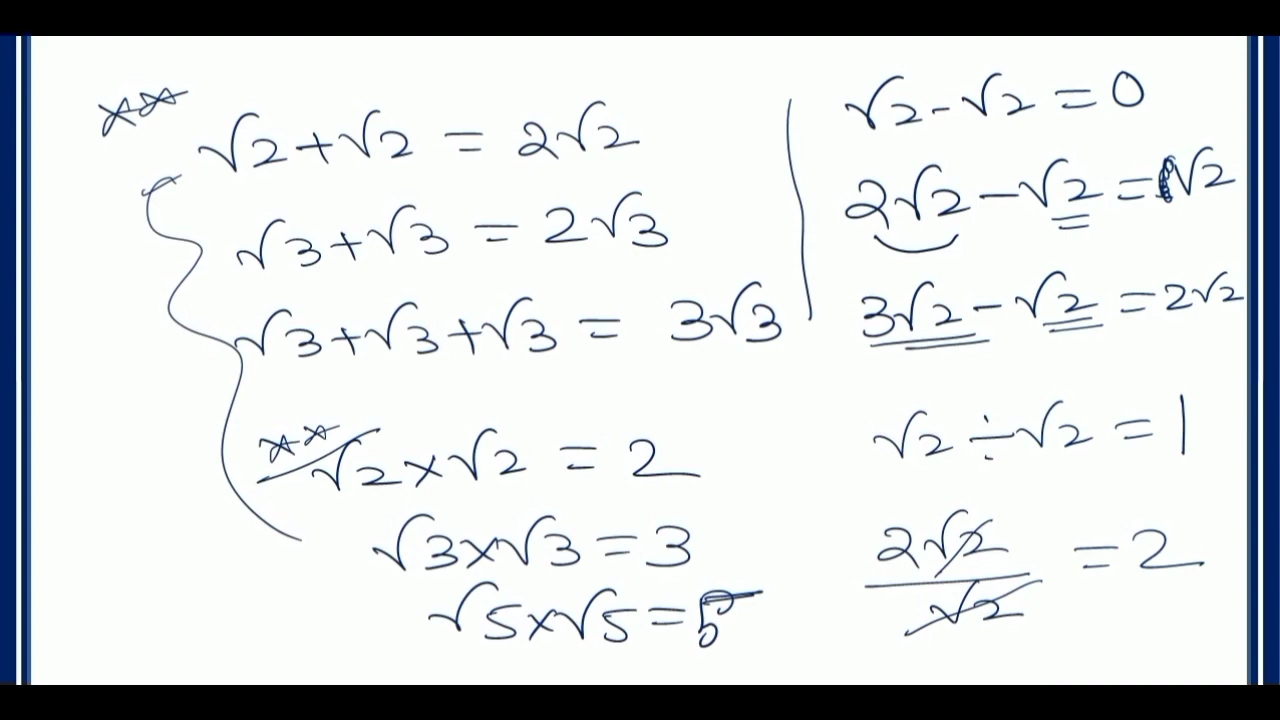 √2 + √2 = 2√2
√3 + √3 = 2√3
√3 + √3 + √3 = 3√3
√2 × √2 = 2
√3 × √3 = 3
√5 × √5 = 5
√2 - √2 = 0
2√2 - √2 = √2
3√2 - √2 = 2√2
√2 ÷ √2 = 1
2√2 / √2 = 2